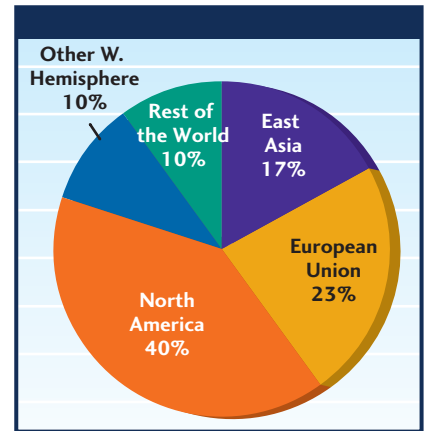 Other W.
Hemisphere
10%
Rest of
the World
10%
East
Asia
17%
European
Union
23%
North
America
40%